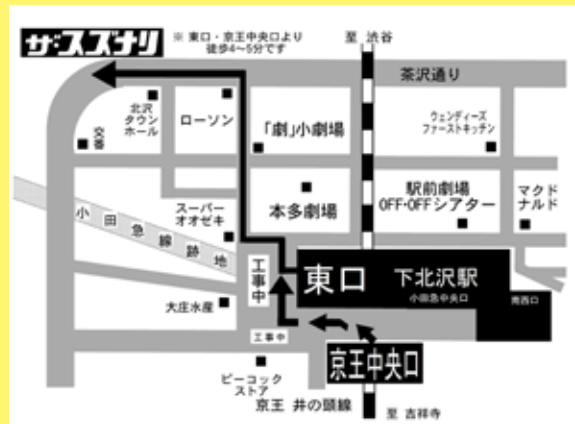 ザ・スズナリ
※ 東口・京王中央口より
徒歩4～5分です
至 渋谷
茶沢通り
北沢
タウン
ホール
交番
ローソン
「劇」小劇場
ウェンディーズ
ファーストキッチン
小田急線跡地
スーパー
オオゼキ
本多劇場
駅前劇場
OFF・OFFシアター
マクド
ナルド
工事中
東口
下北沢駅
小田急中央口
南西口
大庄水産
工事中
京王中央口
ピーコック
ストア
京王 井の頭線
至 吉祥寺